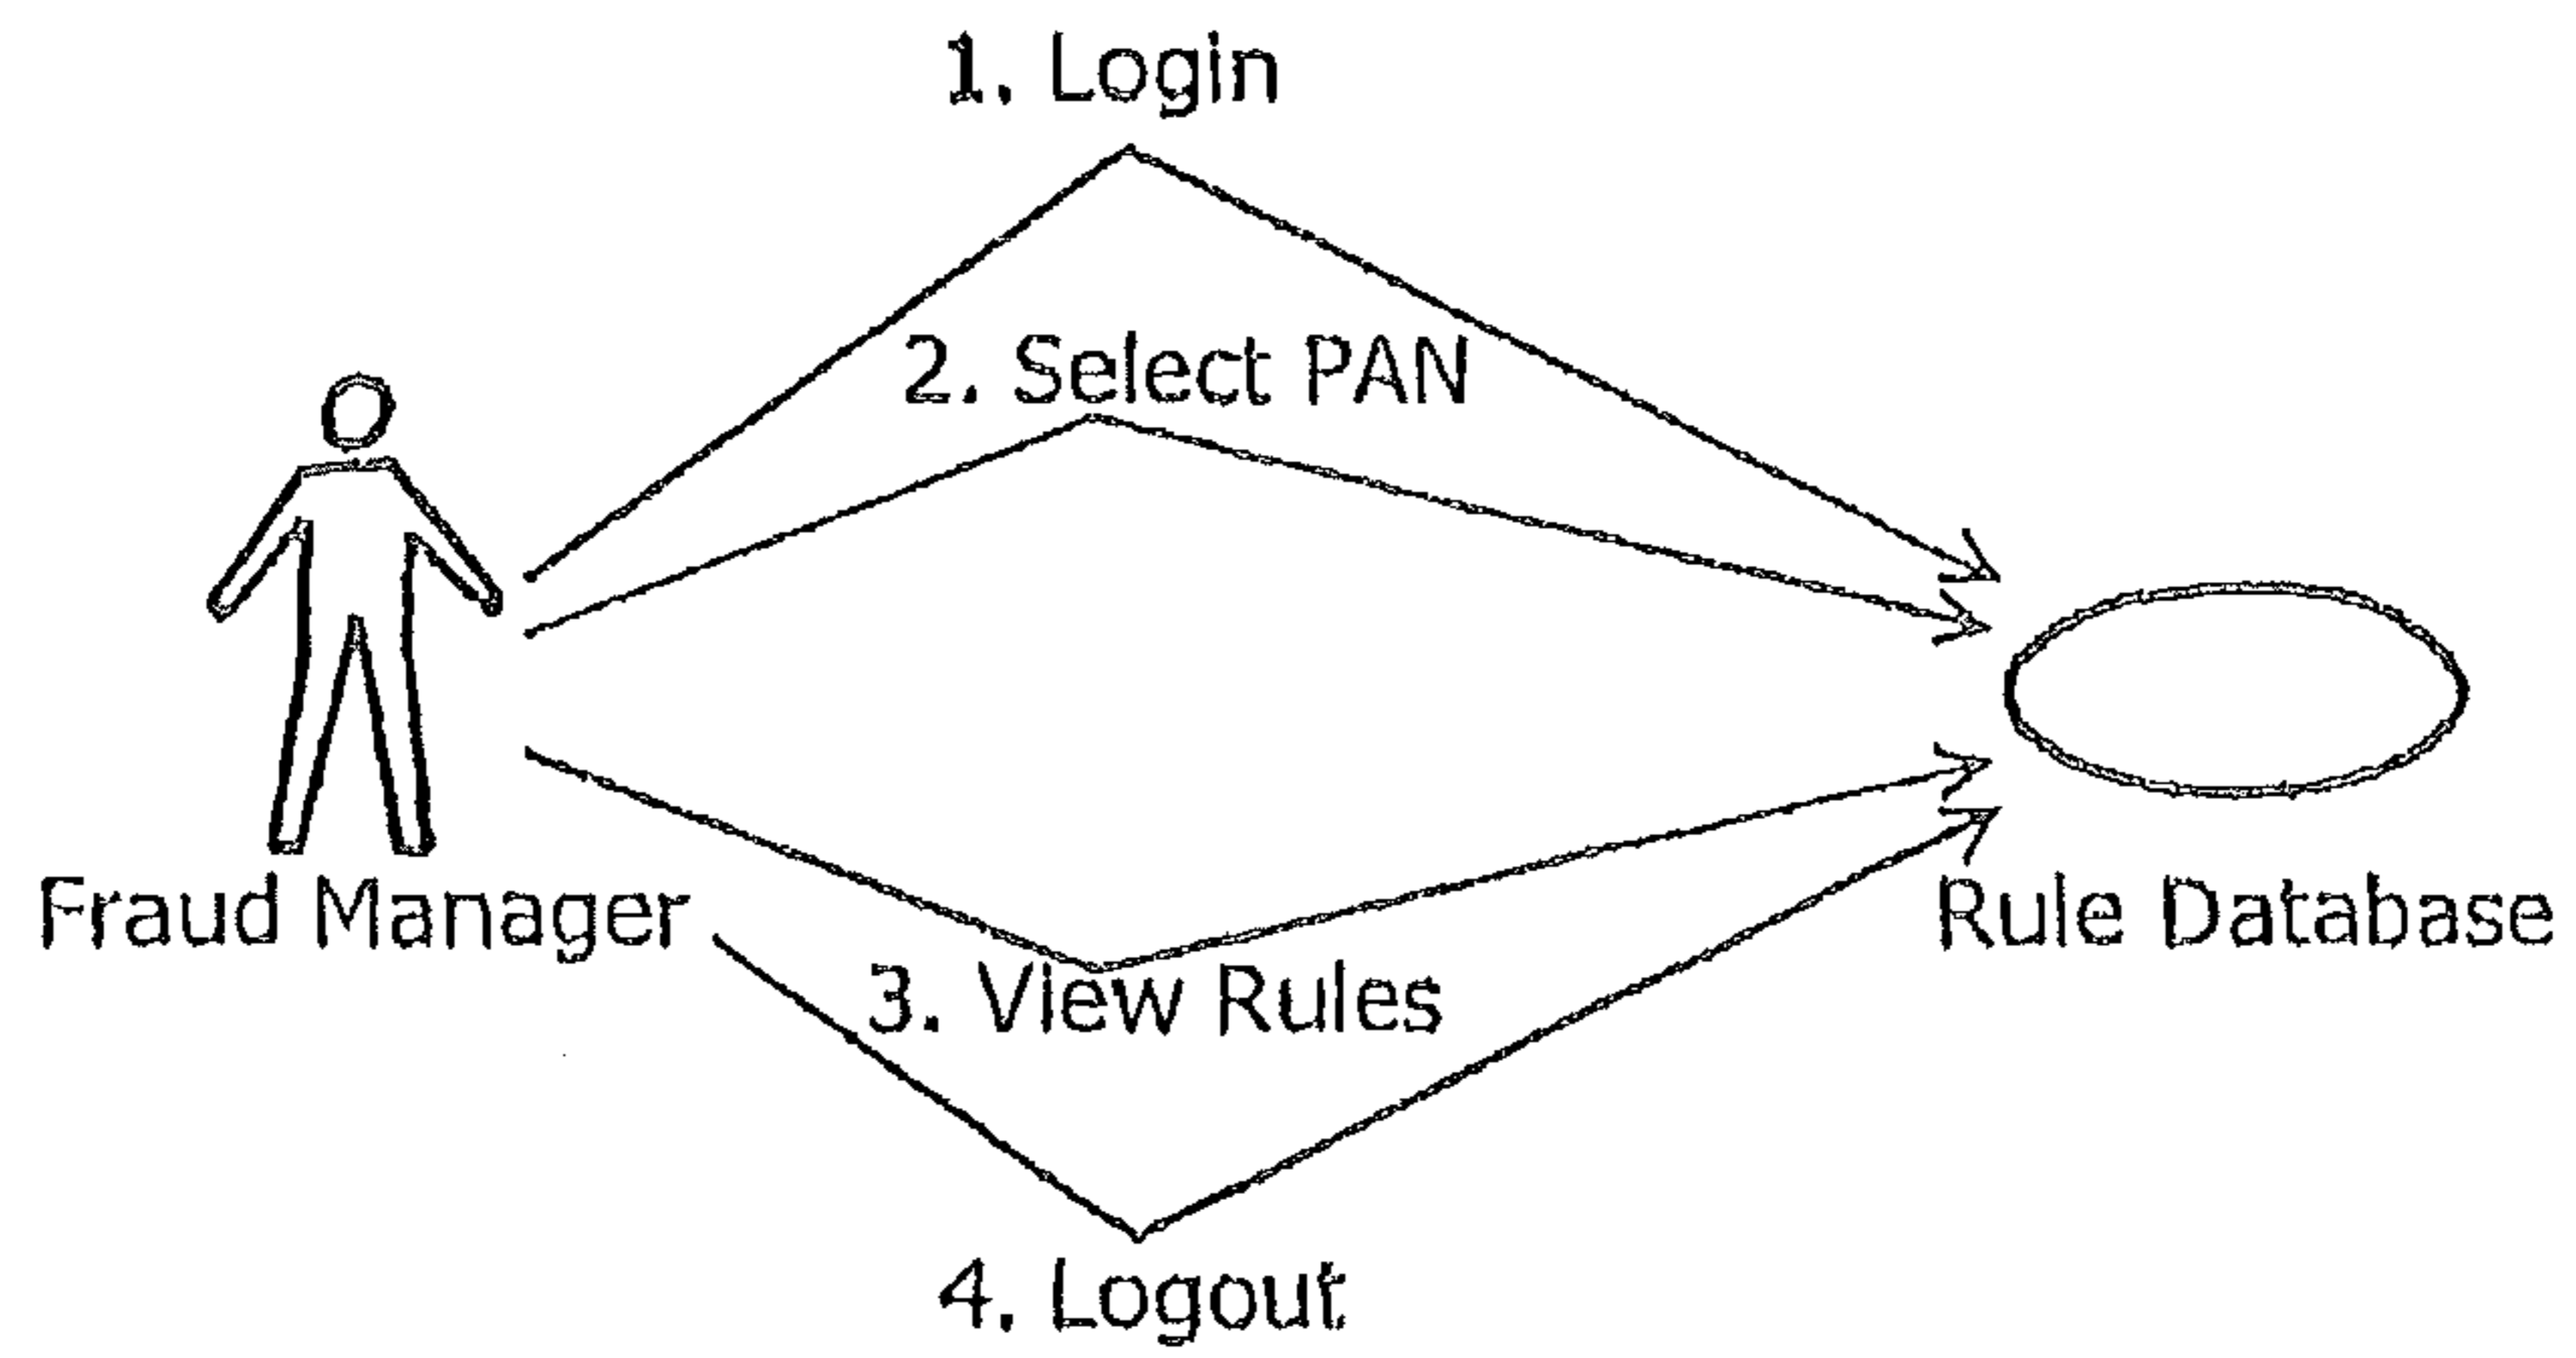 1. Login
2. Select PAN
Fraud Manager
Rule Database
3. View Rules
4. Logout